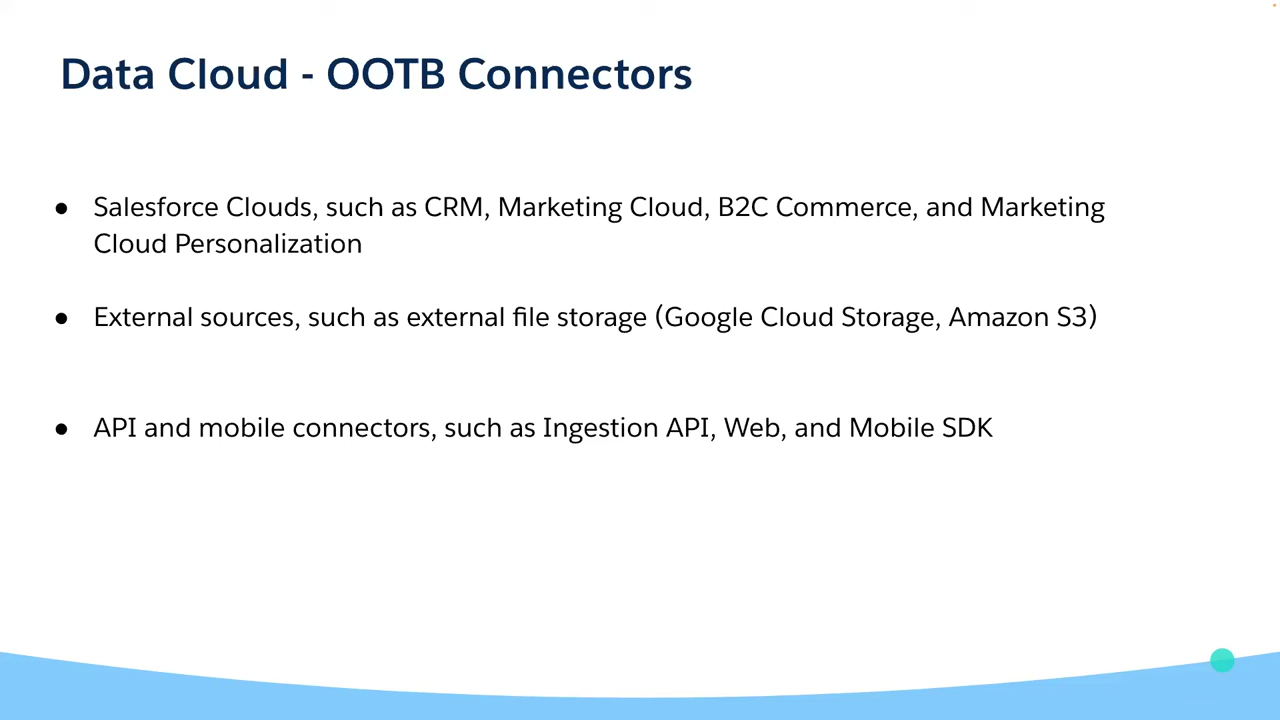 Data Cloud - OOTB Connectors
● Salesforce Clouds, such as CRM, Marketing Cloud, B2C Commerce, and Marketing
Cloud Personalization
● External sources, such as external file storage (Google Cloud Storage, Amazon S3)
● API and mobile connectors, such as Ingestion API, Web, and Mobile SDK